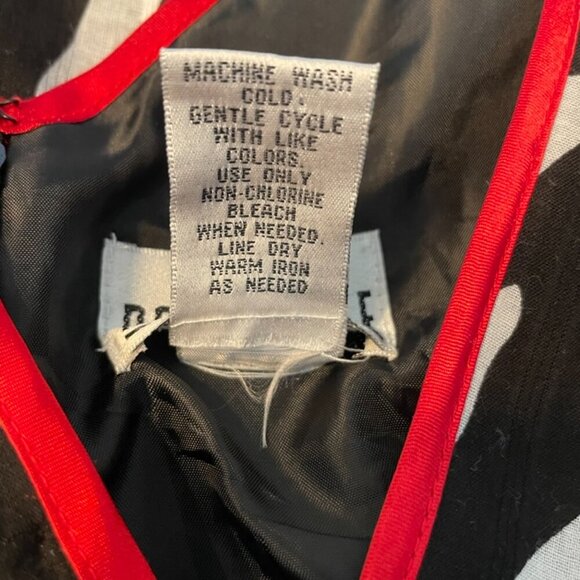 MACHINE WASH
COLD.
GENTLE CYCLE
WITH LIKE
COLORS.
USE ONLY
NON-CHLORINE
BLEACH
WHEN NEEDED.
LINE DRY
WARM IRON
AS NEEDED